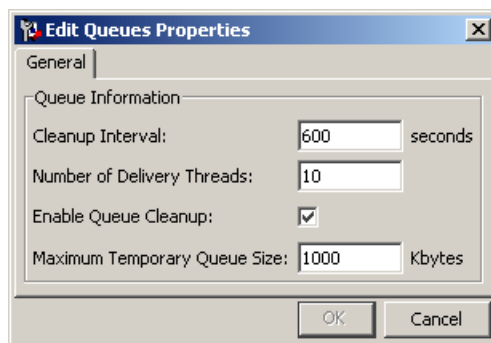 Edit Queues Properties
General
Queue Information
Cleanup Interval: 600 seconds
Number of Delivery Threads: 10
Enable Queue Cleanup:
Maximum Temporary Queue Size: 1000 Kbytes
OK Cancel